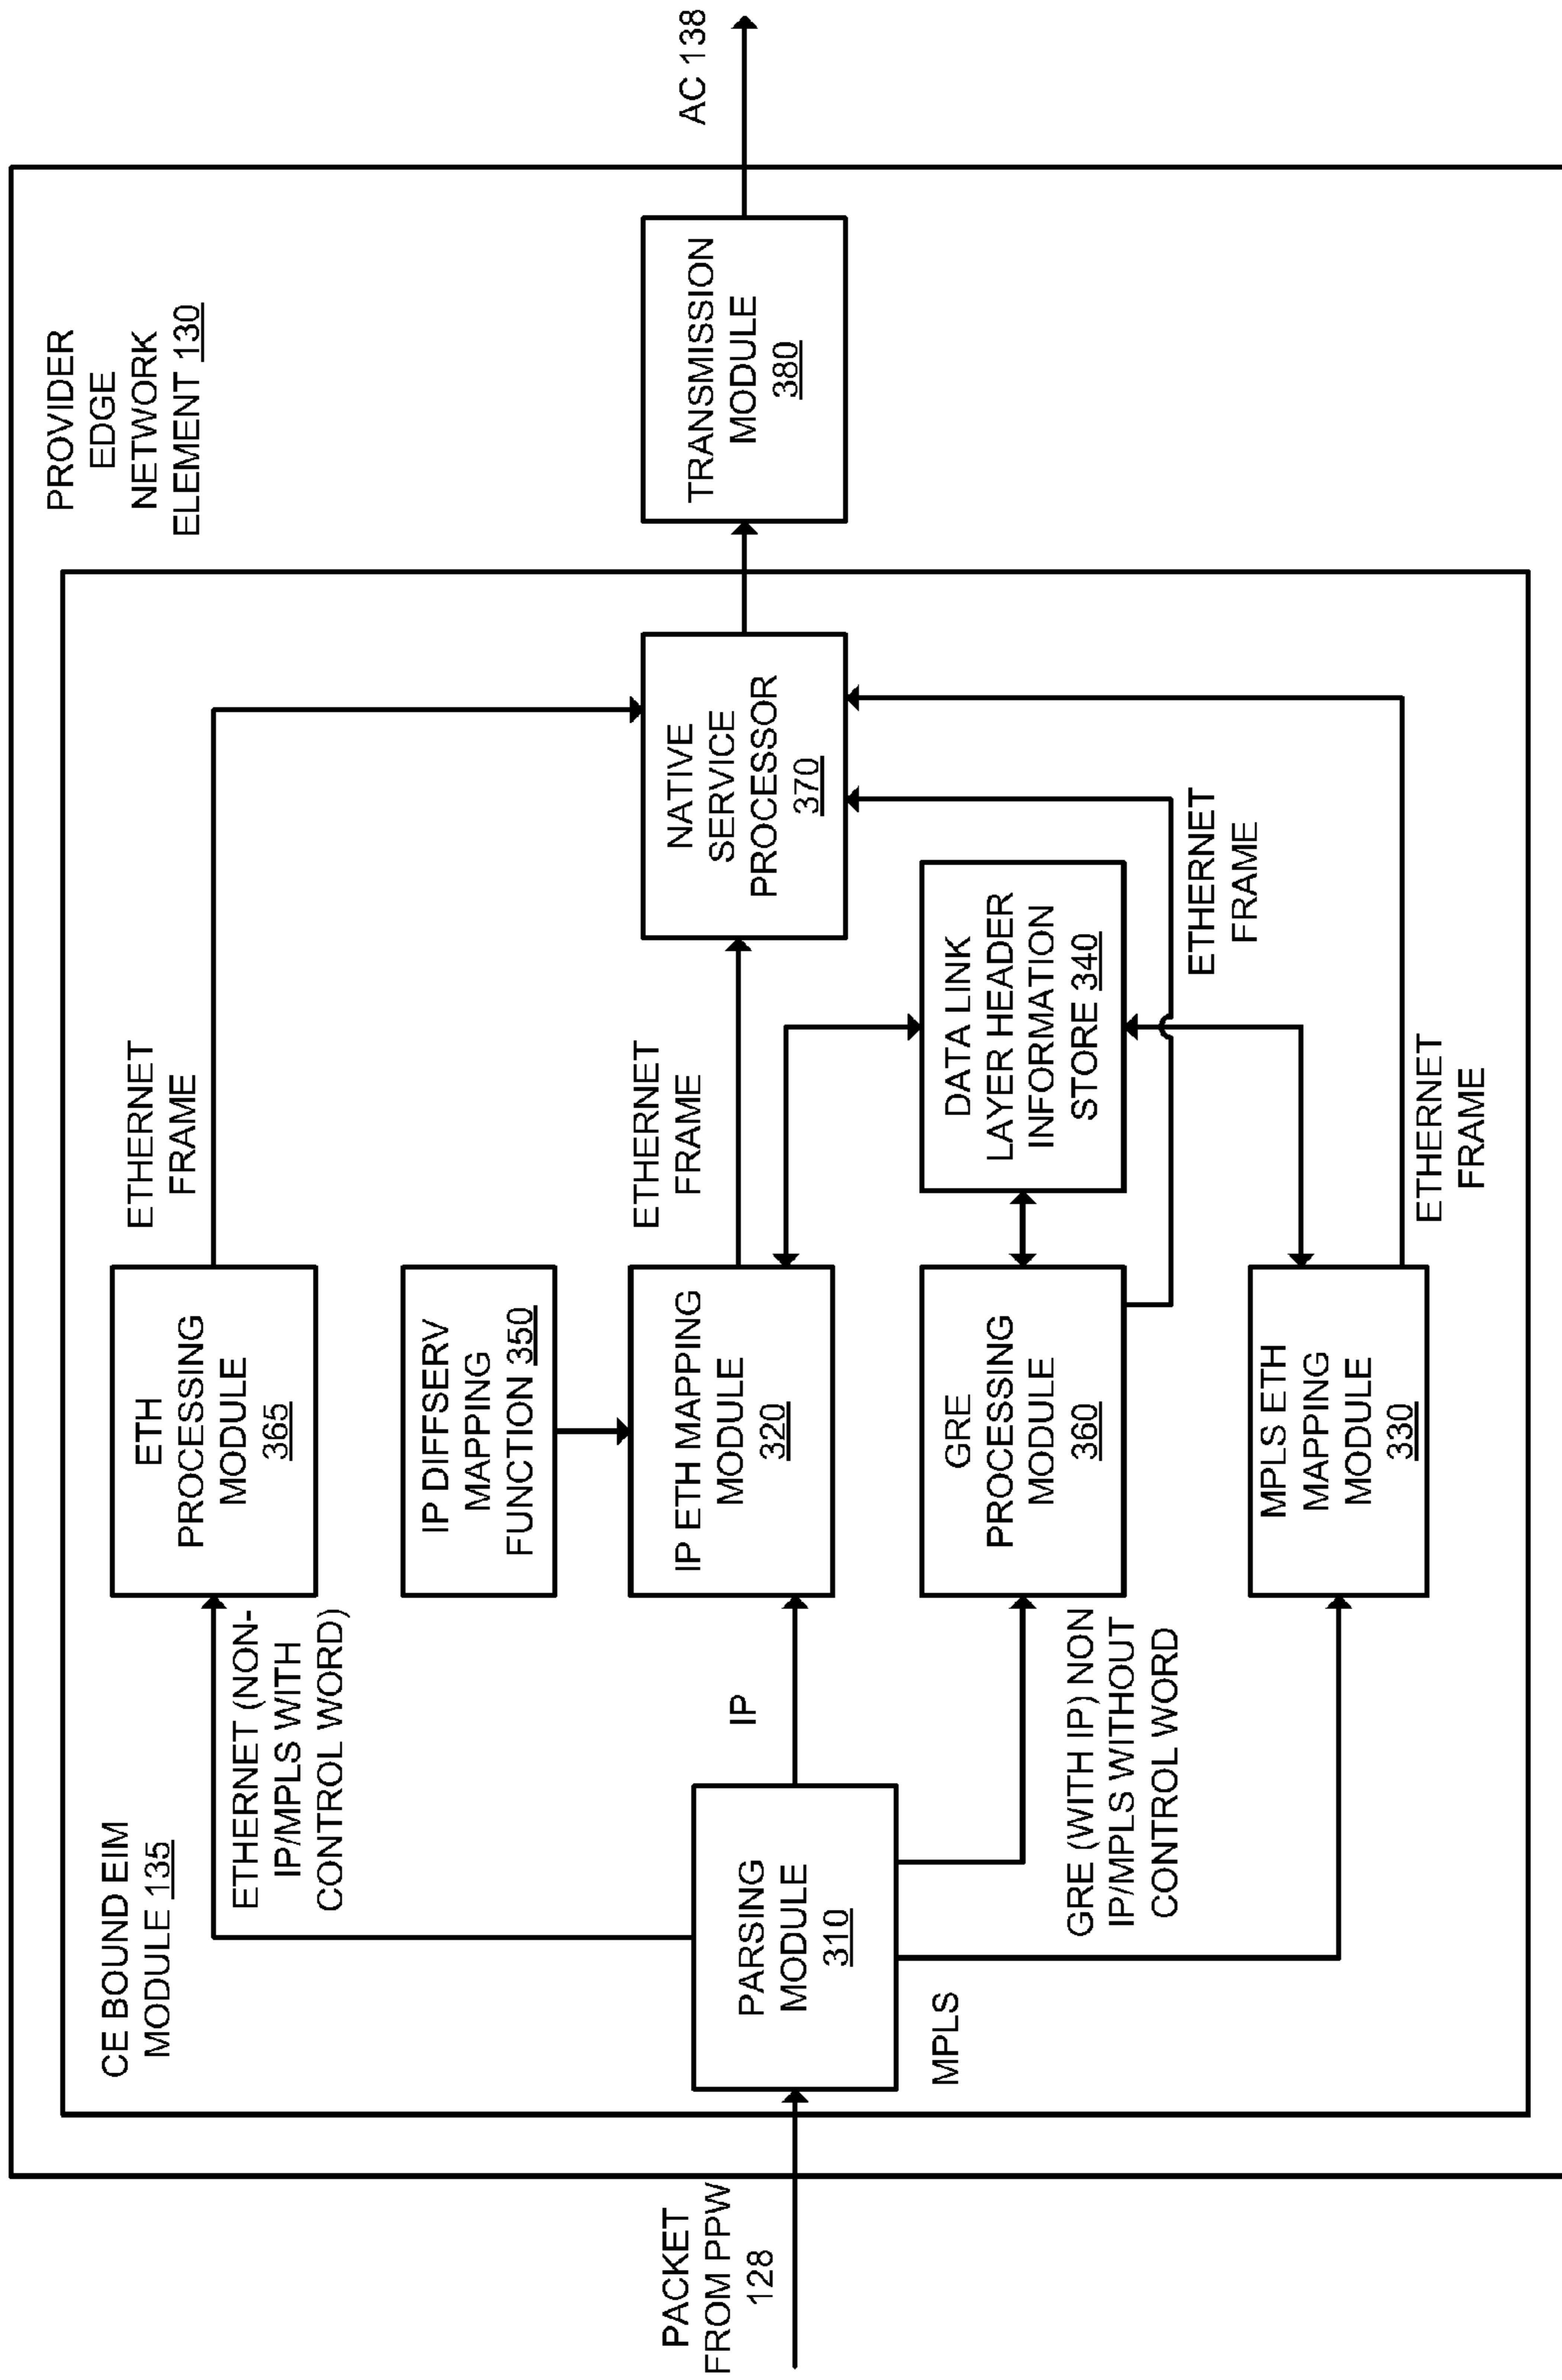 PROVIDER
EDGE
NETWORK
ELEMENT 130
CE BOUND EIM
MODULE 135
PACKET
FROM PPW
128
PARSING
MODULE
310
ETHERNET (NON-
IP/MPLS WITH
CONTROL WORD)
IP
GRE (WITH IP) NON
IP/MPLS WITHOUT
CONTROL WORD
MPLS
ETH
PROCESSING
MODULE
365
IP DIFFSERV
MAPPING
FUNCTION 350
IP ETH MAPPING
MODULE
320
GRE
PROCESSING
MODULE
360
MPLS ETH
MAPPING
MODULE
330
ETHERNET
FRAME
ETHERNET
FRAME
DATA LINK
LAYER HEADER
INFORMATION
STORE 340
ETHERNET
FRAME
ETHERNET
FRAME
NATIVE
SERVICE
PROCESSOR
370
TRANSMISSION
MODULE
380
AC 138